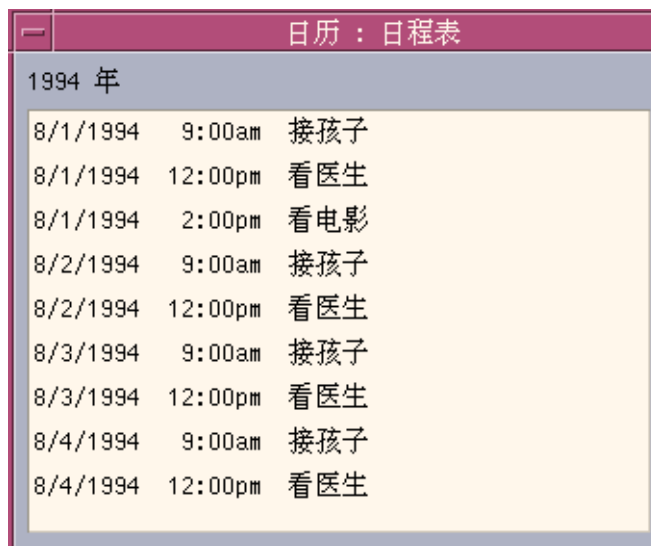 日历 : 日程表
1994 年
8/1/1994 9:00am 接孩子
8/1/1994 12:00pm 看医生
8/1/1994 2:00pm 看电影
8/2/1994 9:00am 接孩子
8/2/1994 12:00pm 看医生
8/3/1994 9:00am 接孩子
8/3/1994 12:00pm 看医生
8/4/1994 9:00am 接孩子
8/4/1994 12:00pm 看医生